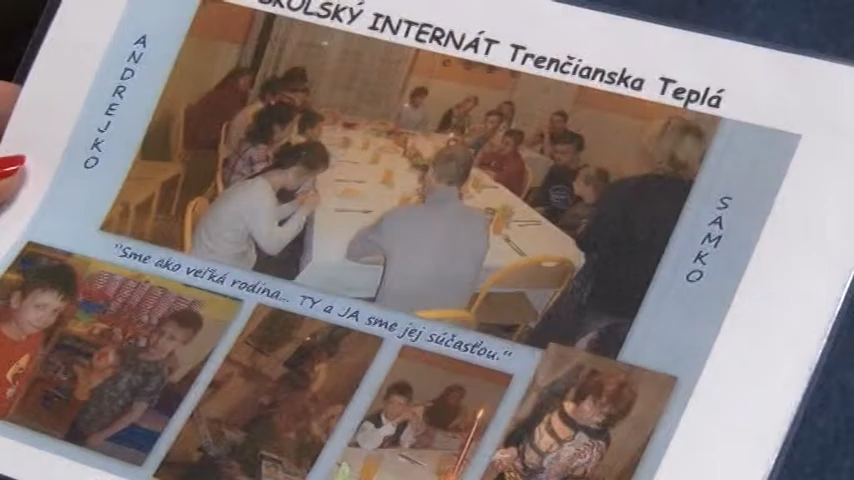 ŠKOLSKÝ INTERNÁT Trenčianska Teplá
ANDREJKO
SAMKO
"Sme ako veľká rodina... TY a JA sme jej súčasťou."